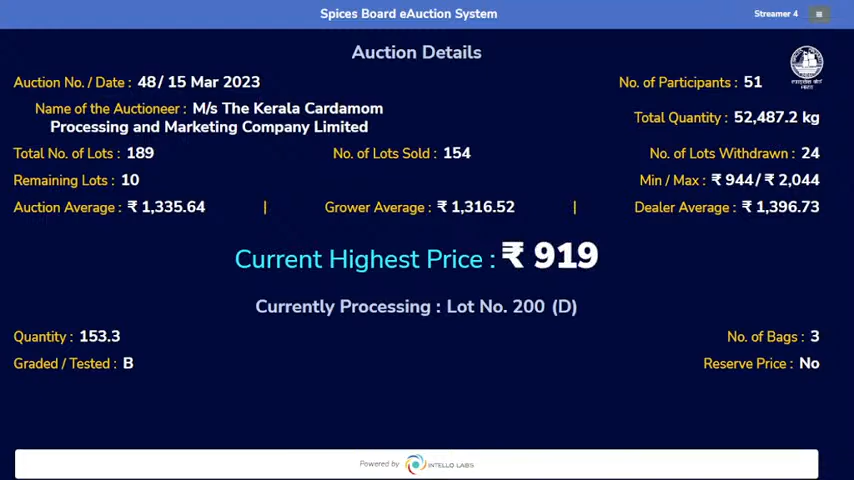 Spices Board eAuction System
Streamer 4
Auction Details
Auction No. / Date : 48/ 15 Mar 2023
No. of Participants : 51
Name of the Auctioneer : M/s The Kerala Cardamom
Processing and Marketing Company Limited
Total Quantity : 52,487.2 kg
Total No. of Lots : 189
No. of Lots Sold : 154
No. of Lots Withdrawn : 24
Remaining Lots : 10
Min / Max : ₹ 944/ ₹ 2,044
Auction Average : ₹ 1,335.64 | Grower Average : ₹ 1,316.52 | Dealer Average : ₹ 1,396.73
Current Highest Price : ₹ 919
Currently Processing : Lot No. 200 (D)
Quantity : 153.3
No. of Bags : 3
Graded / Tested : B
Reserve Price : No
Powered by INTELLO LABS